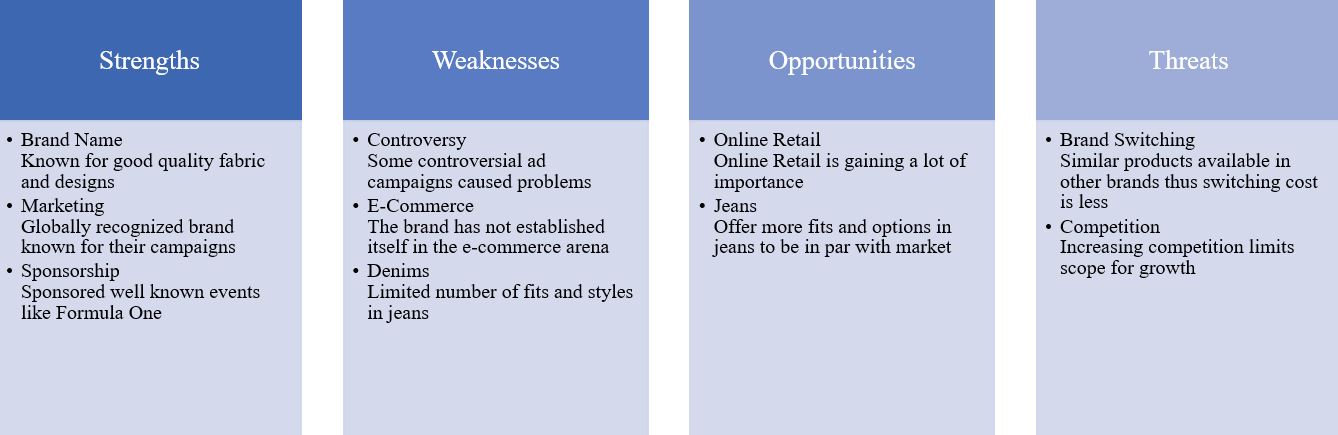 Strengths
• Brand Name
Known for good quality fabric
and designs
• Marketing
Globally recognized brand
known for their campaigns
• Sponsorship
Sponsored well known events
like Formula One
Weaknesses
• Controversy
Some controversial ad
campaigns caused problems
• E-Commerce
The brand has not established
itself in the e-commerce arena
• Denims
Limited number of fits and styles
in jeans
Opportunities
• Online Retail
Online Retail is gaining a lot of
importance
• Jeans
Offer more fits and options in
jeans to be in par with market
Threats
• Brand Switching
Similar products available in
other brands thus switching cost
is less
• Competition
Increasing competition limits
scope for growth